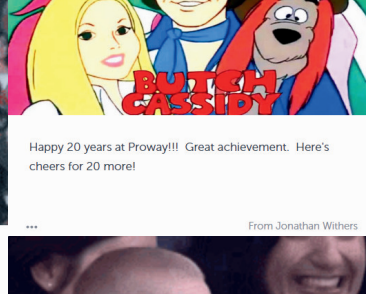 BUTCH
CASSIDY
Happy 20 years at Proway!!! Great achievement. Here's
cheers for 20 more!
From Jonathan Withers